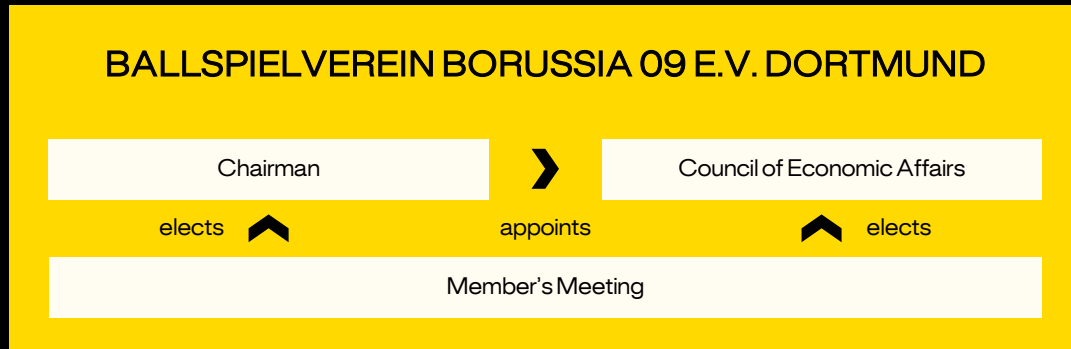 BALLSPIELVEREIN BORUSSIA 09 E.V. DORTMUND
Chairman
Council of Economic Affairs
elects
appoints
elects
Member's Meeting